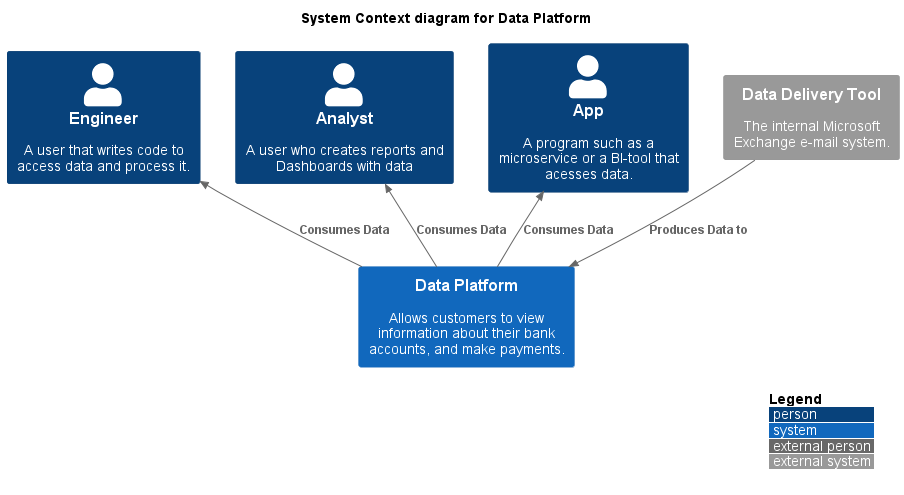 System Context diagram for Data Platform
Engineer
A user that writes code to
access data and process it.
Analyst
A user who creates reports and
Dashboards with data
App
A program such as a
microservice or a BI-tool that
acesses data.
Data Delivery Tool
The internal Microsoft
Exchange e-mail system.
Consumes Data
Consumes Data
Consumes Data
Produces Data to
Data Platform
Allows customers to view
information about their bank
accounts, and make payments.
Legend
person
system
external person
external system